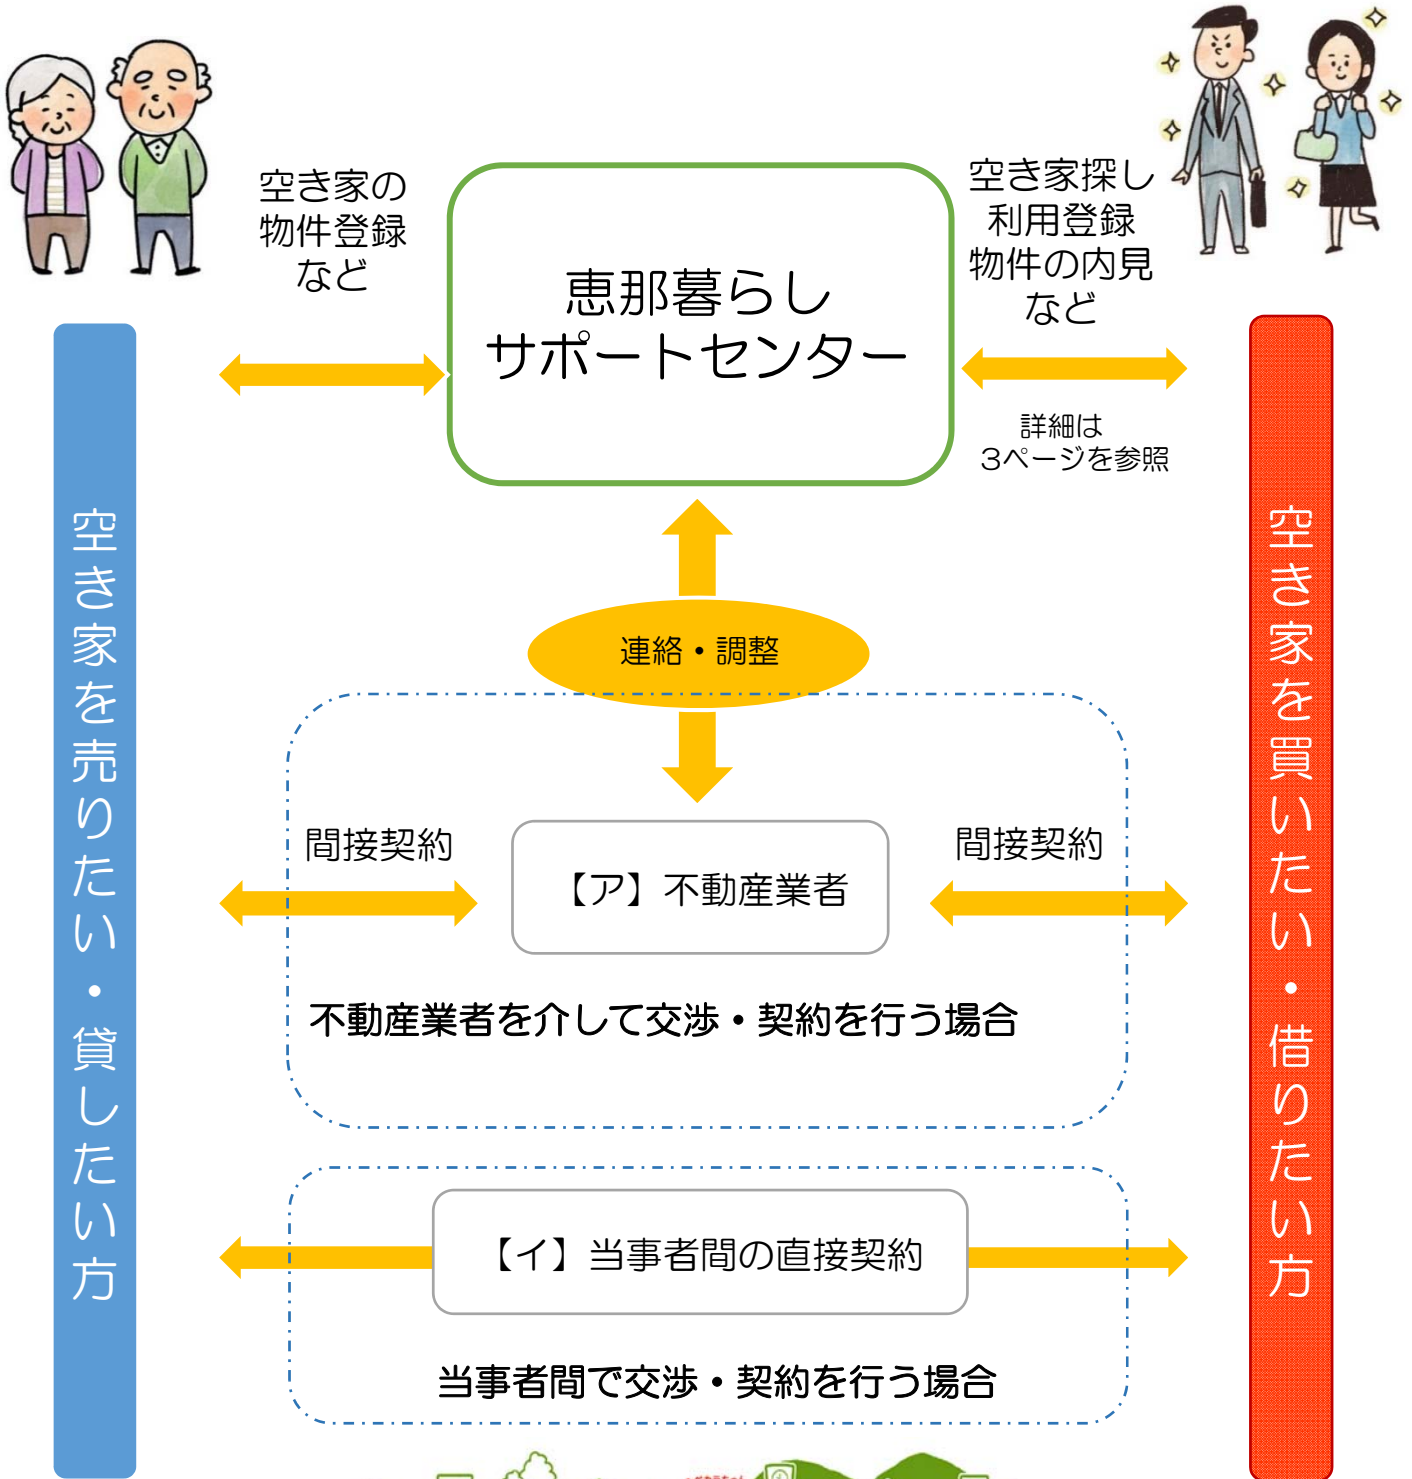 空き家の
物件登録
など
恵那暮らし
サポートセンター
空き家探し
利用登録
物件の内見
など
詳細は
3ページを参照
空き家を売りたい・貸したい方
空き家を買いたい・借りたい方
連絡・調整
間接契約
【ア】不動産業者
間接契約
不動産業者を介して交渉・契約を行う場合
【イ】当事者間の直接契約
当事者間で交渉・契約を行う場合